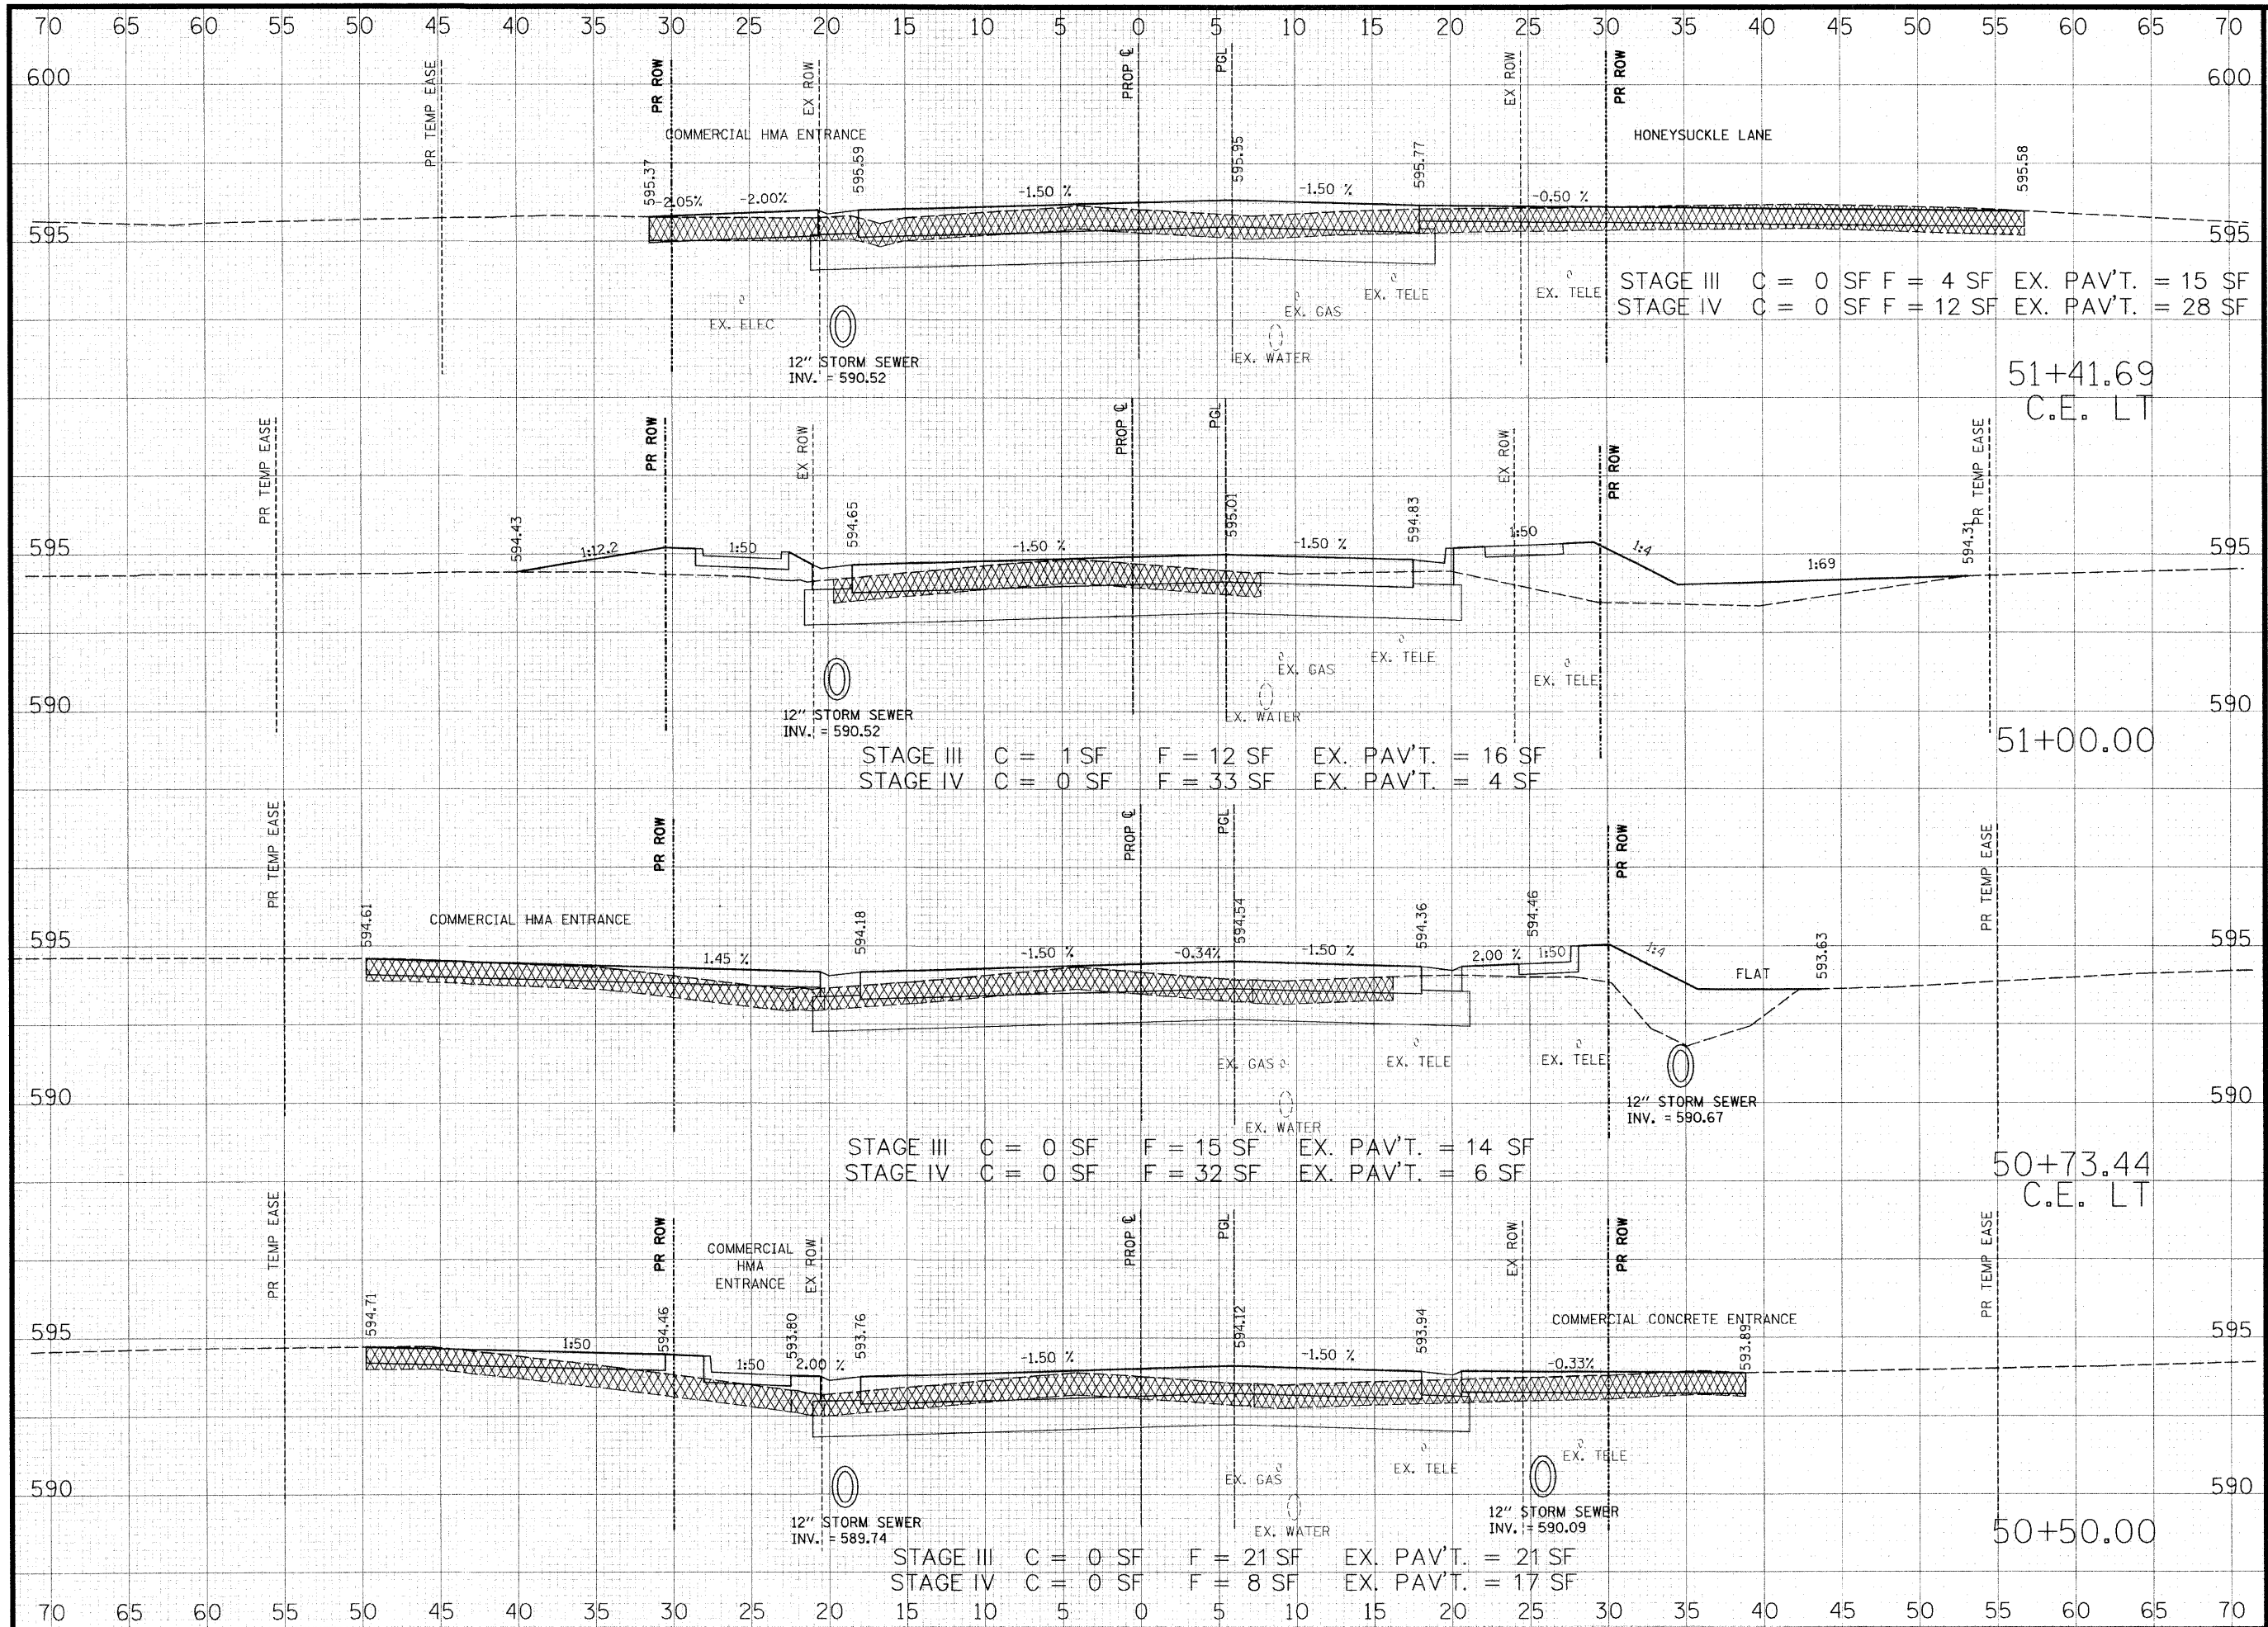 70 65 60 55 50 45 40 35 30 25 20 15 10 5 0 5 10 15 20 25 30 35 40 45 50 55 60 65 70
600 600
PR TEMP EASE
PR ROW
EX ROW
PROP ℄
PGL
EX ROW
PR ROW
COMMERCIAL HMA ENTRANCE
HONEYSUCKLE LANE
595.37
595.59
595.95
595.77
595.58
-2.05% -2.00% -1.50 % -1.50 % -0.50 %
595 595
EX. ELEC
EX. GAS
EX. WATER
EX. TELE
EX. TELE
12" STORM SEWER
INV. = 590.52
STAGE III C = 0 SF F = 4 SF EX. PAV'T. = 15 SF
STAGE IV C = 0 SF F = 12 SF EX. PAV'T. = 28 SF
51+41.69
C.E. LT
PR TEMP EASE
PR ROW
EX ROW
PROP ℄
PGL
EX ROW
PR ROW
PR TEMP EASE
594.43
594.65
595.01
594.83
594.31
595 595
1:12.2 1:50 -1.50 % -1.50 % 1:50 1:4 1:69
EX. GAS
EX. WATER
EX. TELE
EX. TELE
590 590
12" STORM SEWER
INV. = 590.52
STAGE III C = 1 SF F = 12 SF EX. PAV'T. = 16 SF
STAGE IV C = 0 SF F = 33 SF EX. PAV'T. = 4 SF
51+00.00
PR TEMP EASE
PR ROW
PROP ℄
PGL
PR ROW
PR TEMP EASE
COMMERCIAL HMA ENTRANCE
594.61
594.18
594.54
594.36
594.46
593.63
595 595
1.45 % -1.50 % -0.34% -1.50 % 2.00 % 1:50 1:4 FLAT
EX. GAS
EX. WATER
EX. TELE
EX. TELE
590 590
12" STORM SEWER
INV. = 590.67
STAGE III C = 0 SF F = 15 SF EX. PAV'T. = 14 SF
STAGE IV C = 0 SF F = 32 SF EX. PAV'T. = 6 SF
50+73.44
C.E. LT
PR TEMP EASE
PR ROW
COMMERCIAL
HMA
ENTRANCE
EX ROW
PROP ℄
PGL
EX ROW
PR ROW
PR TEMP EASE
COMMERCIAL CONCRETE ENTRANCE
594.71
594.46
593.80
593.76
594.12
593.94
593.89
595 595
1:50 1:50 2.00 % -1.50 % -1.50 % -0.33%
EX. GAS
EX. WATER
EX. TELE
EX. TELE
590 590
12" STORM SEWER
INV. = 589.74
12" STORM SEWER
INV. = 590.09
STAGE III C = 0 SF F = 21 SF EX. PAV'T. = 21 SF
STAGE IV C = 0 SF F = 8 SF EX. PAV'T. = 17 SF
50+50.00
70 65 60 55 50 45 40 35 30 25 20 15 10 5 0 5 10 15 20 25 30 35 40 45 50 55 60 65 70